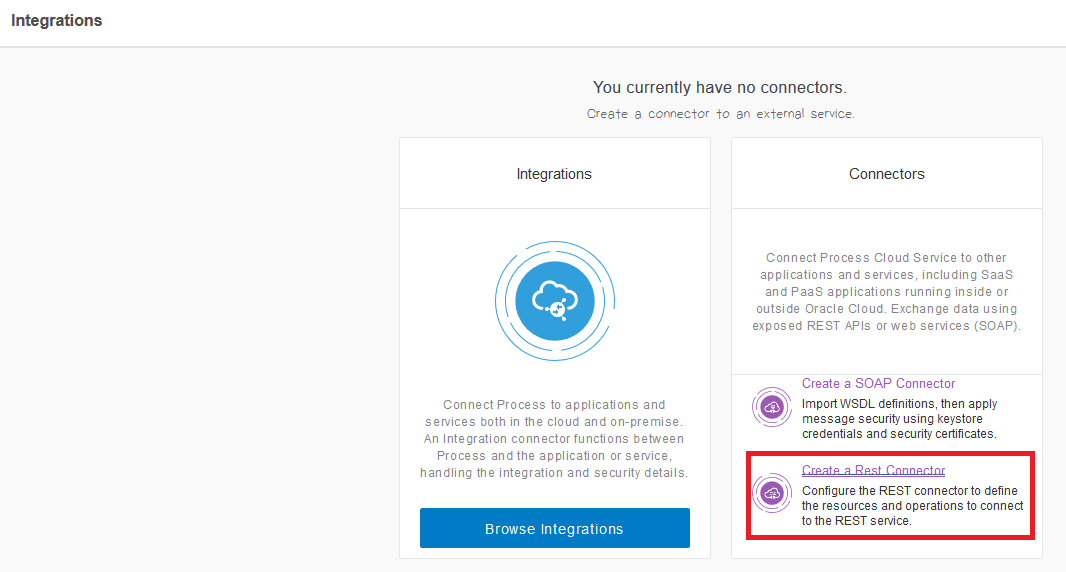 Integrations
You currently have no connectors.
Create a connector to an external service.
Integrations
Connect Process to applications and
services both in the cloud and on-premise.
An Integration connector functions between
Process and the application or service,
handling the integration and security details.
Browse Integrations
Connectors
Connect Process Cloud Service to other
applications and services, including SaaS
and PaaS applications running inside or
outside Oracle Cloud. Exchange data using
exposed REST APIs or web services (SOAP).
Create a SOAP Connector
Import WSDL definitions, then apply
message security using keystore
credentials and security certificates.
Create a Rest Connector
Configure the REST connector to define
the resources and operations to connect
to the REST service.